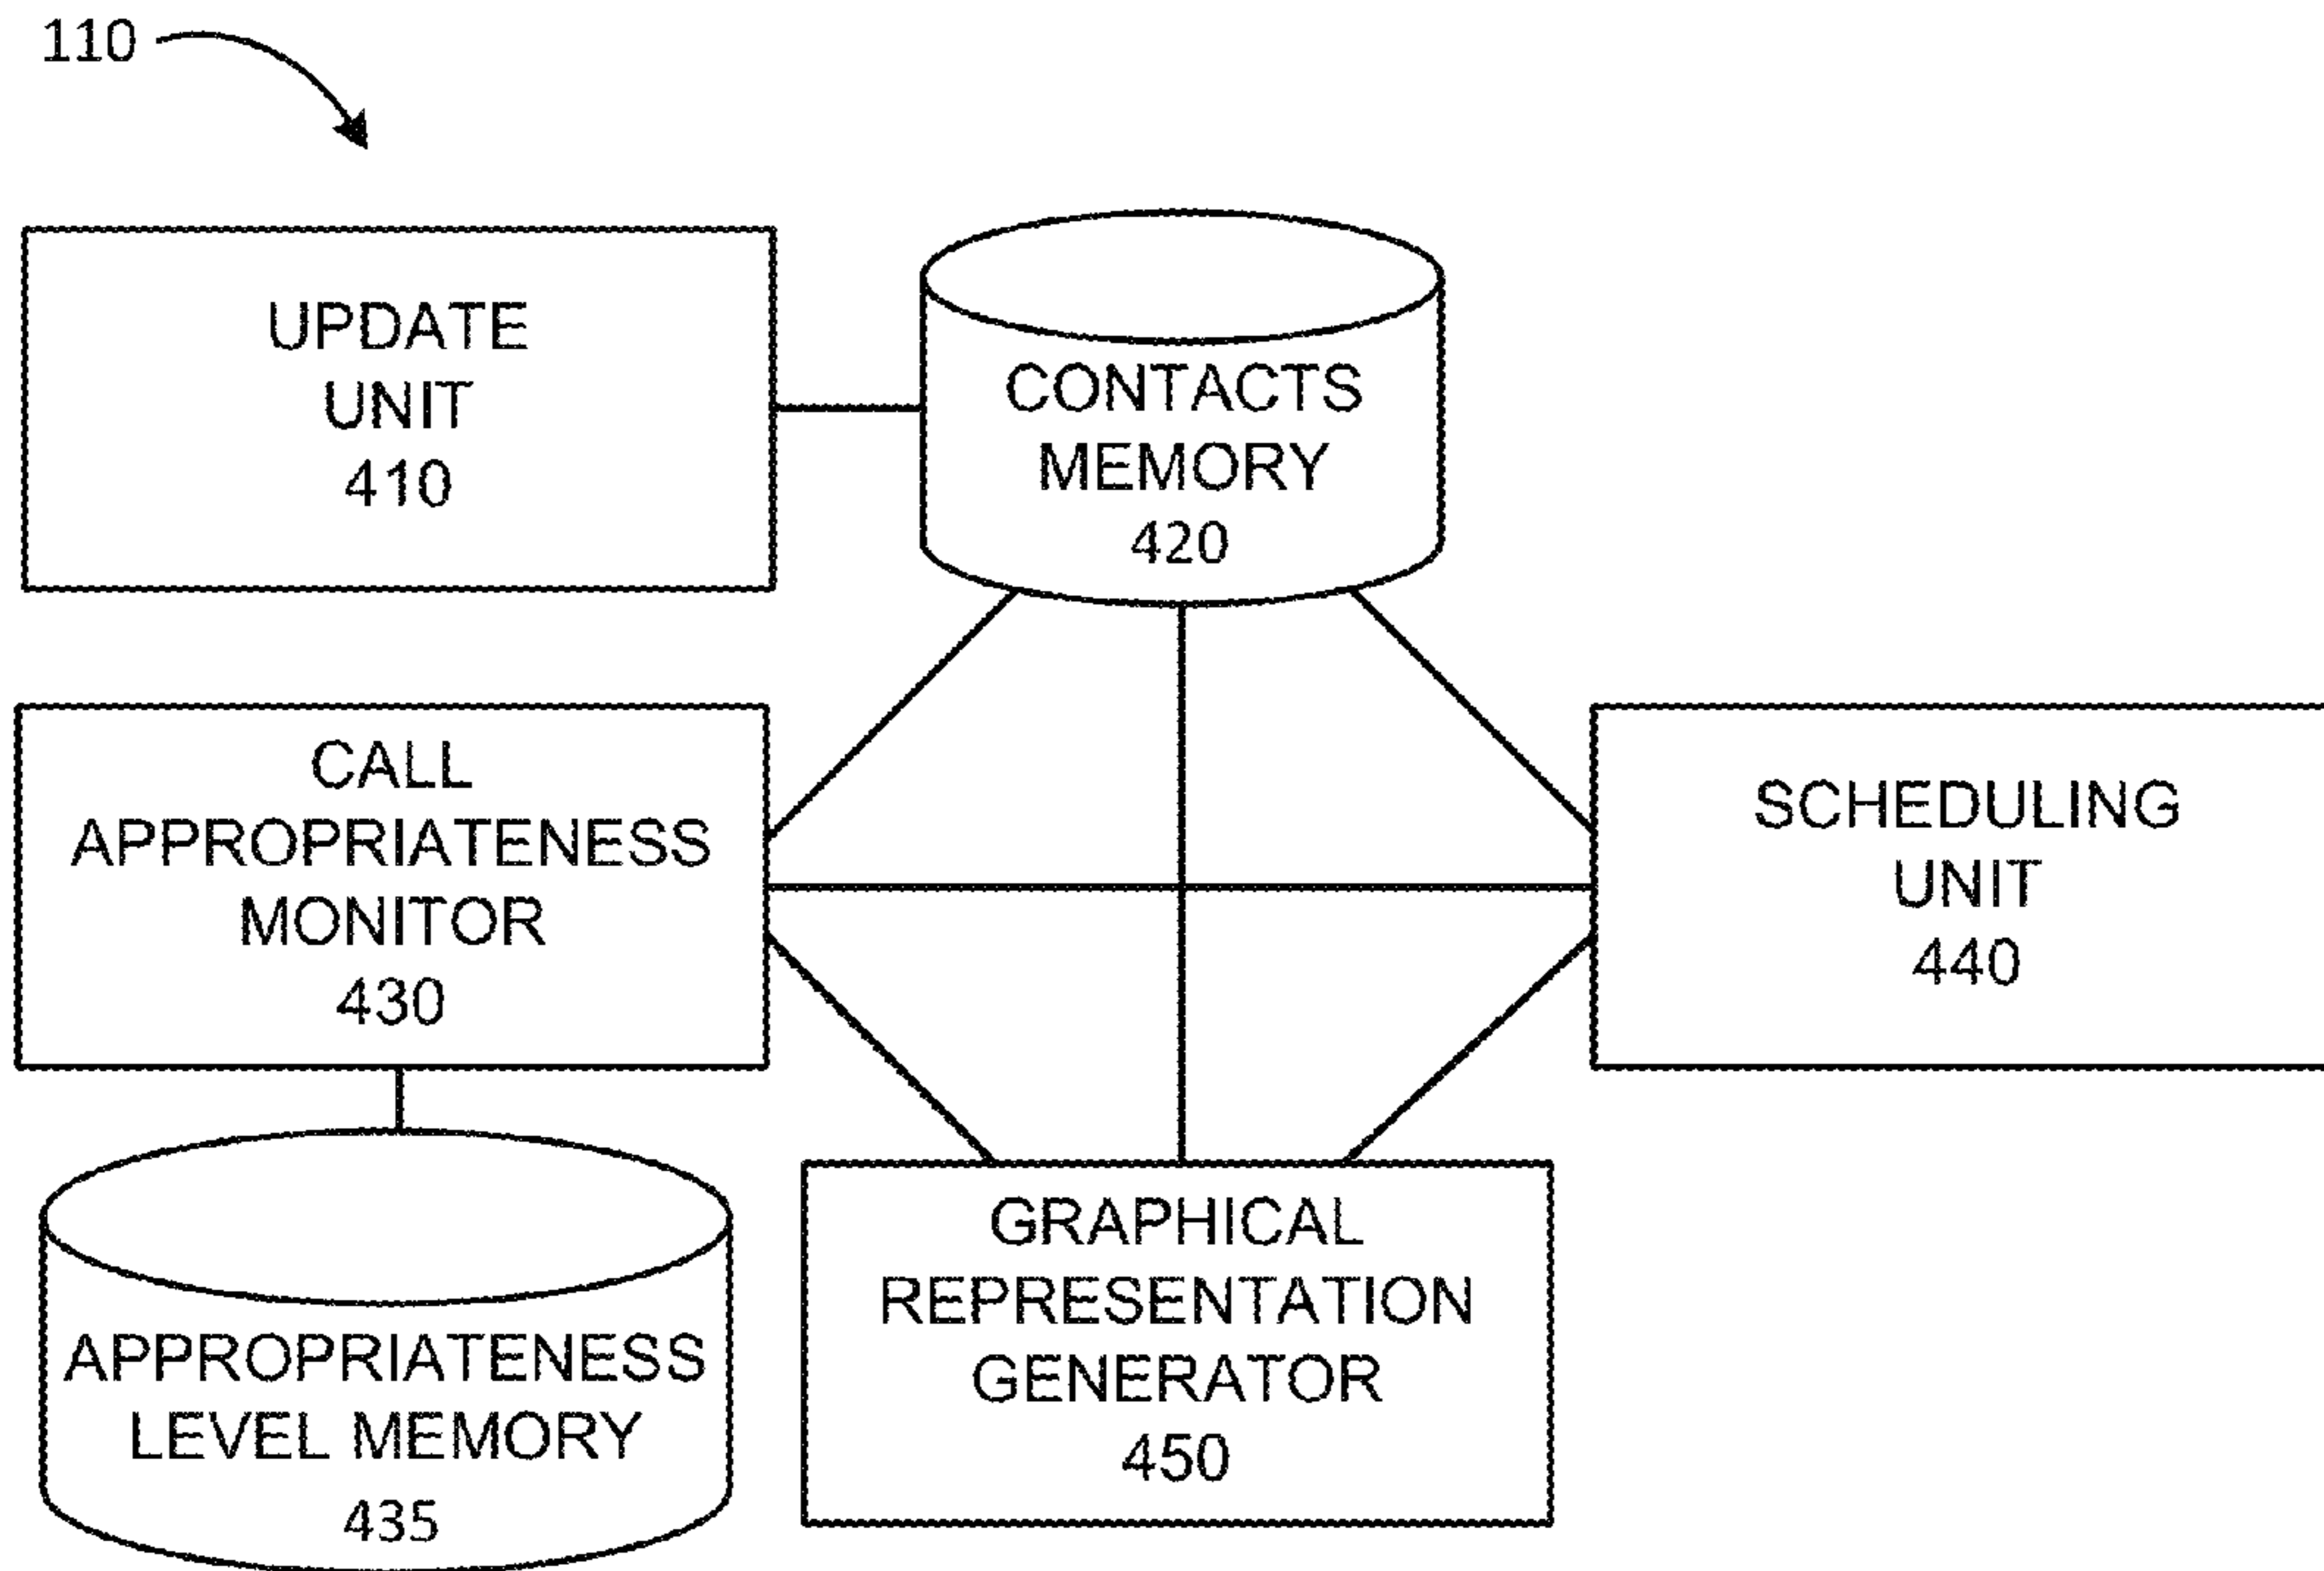 110
UPDATE
UNIT
410
CONTACTS
MEMORY
420
CALL
APPROPRIATENESS
MONITOR
430
SCHEDULING
UNIT
440
APPROPRIATENESS
LEVEL MEMORY
435
GRAPHICAL
REPRESENTATION
GENERATOR
450